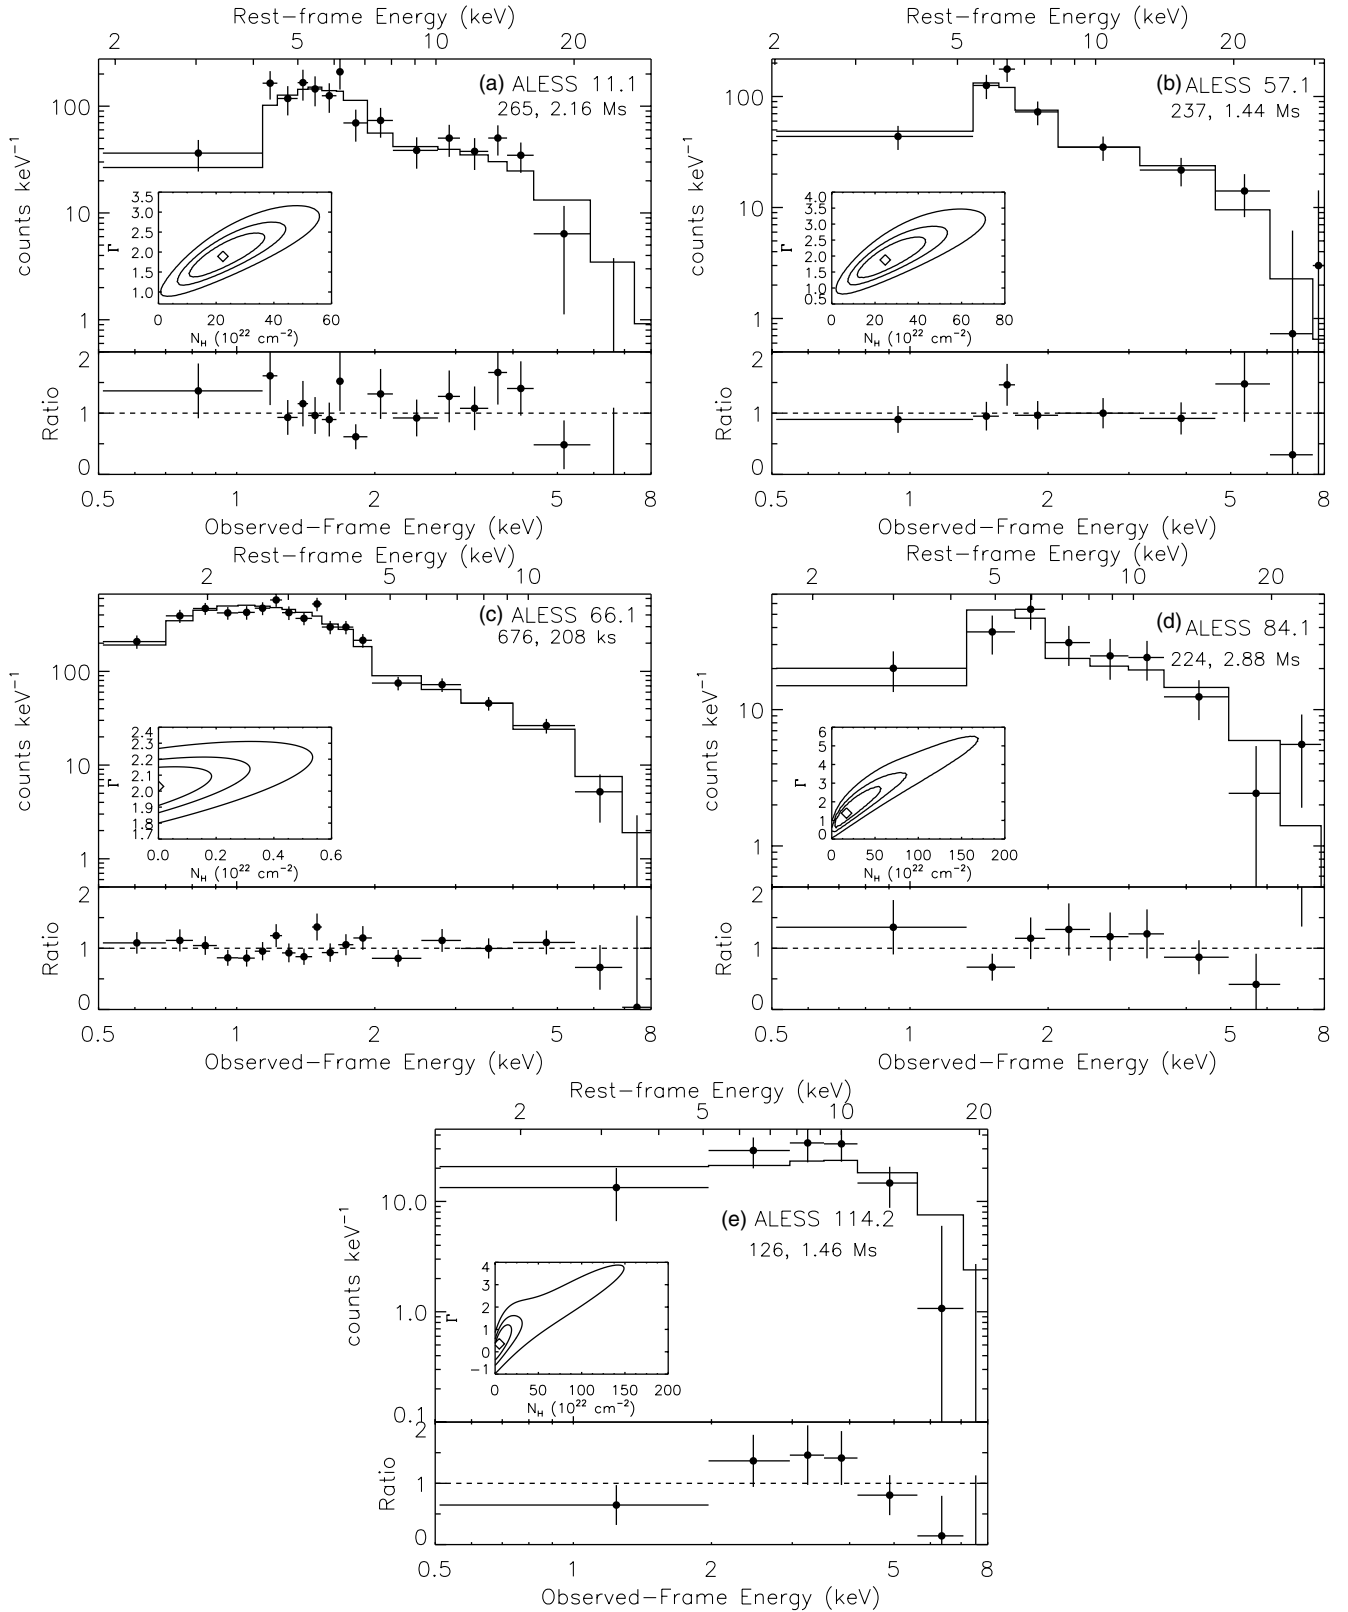 Rest-frame Energy (keV)
2 5 10 20
(a) ALESS 11.1
265, 2.16 Ms
counts keV⁻¹
100
10
1
Γ
3.5
3.0
2.5
2.0
1.5
1.0
0 20 40 60
N_H (10²² cm⁻²)
Ratio
2
1
0
0.5 1 2 5 8
Observed-Frame Energy (keV)
Rest-frame Energy (keV)
2 5 10 20
(b) ALESS 57.1
237, 1.44 Ms
counts keV⁻¹
100
10
1
Γ
4.0
3.5
3.0
2.5
2.0
1.5
1.0
0.5
0 20 40 60 80
N_H (10²² cm⁻²)
Ratio
2
1
0
0.5 1 2 5 8
Observed-Frame Energy (keV)
Rest-frame Energy (keV)
2 5 10
(c) ALESS 66.1
676, 208 ks
counts keV⁻¹
100
10
1
Γ
2.4
2.3
2.2
2.1
2.0
1.9
1.8
1.7
0.0 0.2 0.4 0.6
N_H (10²² cm⁻²)
Ratio
2
1
0
0.5 1 2 5 8
Observed-Frame Energy (keV)
Rest-frame Energy (keV)
2 5 10 20
(d) ALESS 84.1
224, 2.88 Ms
counts keV⁻¹
10
1
Γ
6
5
4
3
2
1
0
0 50 100 150 200
N_H (10²² cm⁻²)
Ratio
2
1
0
0.5 1 2 5 8
Observed-Frame Energy (keV)
Rest-frame Energy (keV)
2 5 10 20
(e) ALESS 114.2
126, 1.46 Ms
counts keV⁻¹
10.0
1.0
0.1
Γ
4
3
2
1
0
-1
0 50 100 150 200
N_H (10²² cm⁻²)
Ratio
2
1
0
0.5 1 2 5 8
Observed-Frame Energy (keV)